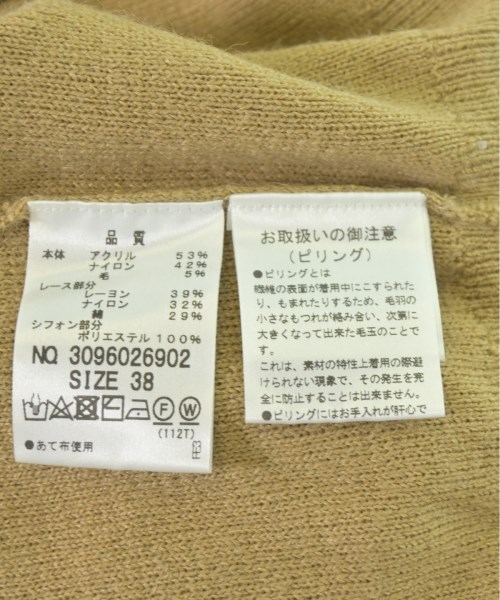 品質
本体 アクリル 53%
ナイロン 42%
毛 5%
レース部分
レーヨン 39%
ナイロン 32%
綿 29%
シフォン部分
ポリエステル 100%
NO 3096026902
SIZE 38
F W
(112T)
●あて布使用
お取扱いの御注意
(ピリング)
●ピリングとは
繊維の表面が着用中にこすられた
り、もまれたりするため、毛羽の
小さなもつれが絡み合い、次第に
大きくなって出来た毛玉のことで
す。
これは、素材の特性上着用の際避
けられない現象で、その発生を完
全に防止することは出来ません。
●ピリングにはお手入れが肝心で